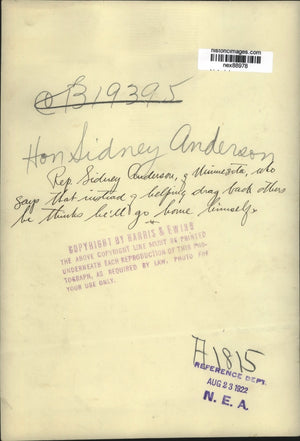 historicimages.com
nex88978
B19395
Hon Sidney Anderson
Rep. Sidney Anderson, of Minnesota, who
says that instead of helping drag back others
he thinks he'll go home himself.
COPYRIGHT BY HARRIS & EWING
THE ABOVE COPYRIGHT LINE MUST BE PRINTED
UNDERNEATH EACH REPRODUCTION OF THIS PHO-
TOGRAPH, AS REQUIRED BY LAW. PHOTO FOR
YOUR USE ONLY.
A1815
REFERENCE DEPT.
AUG 23 1922
N. E. A.